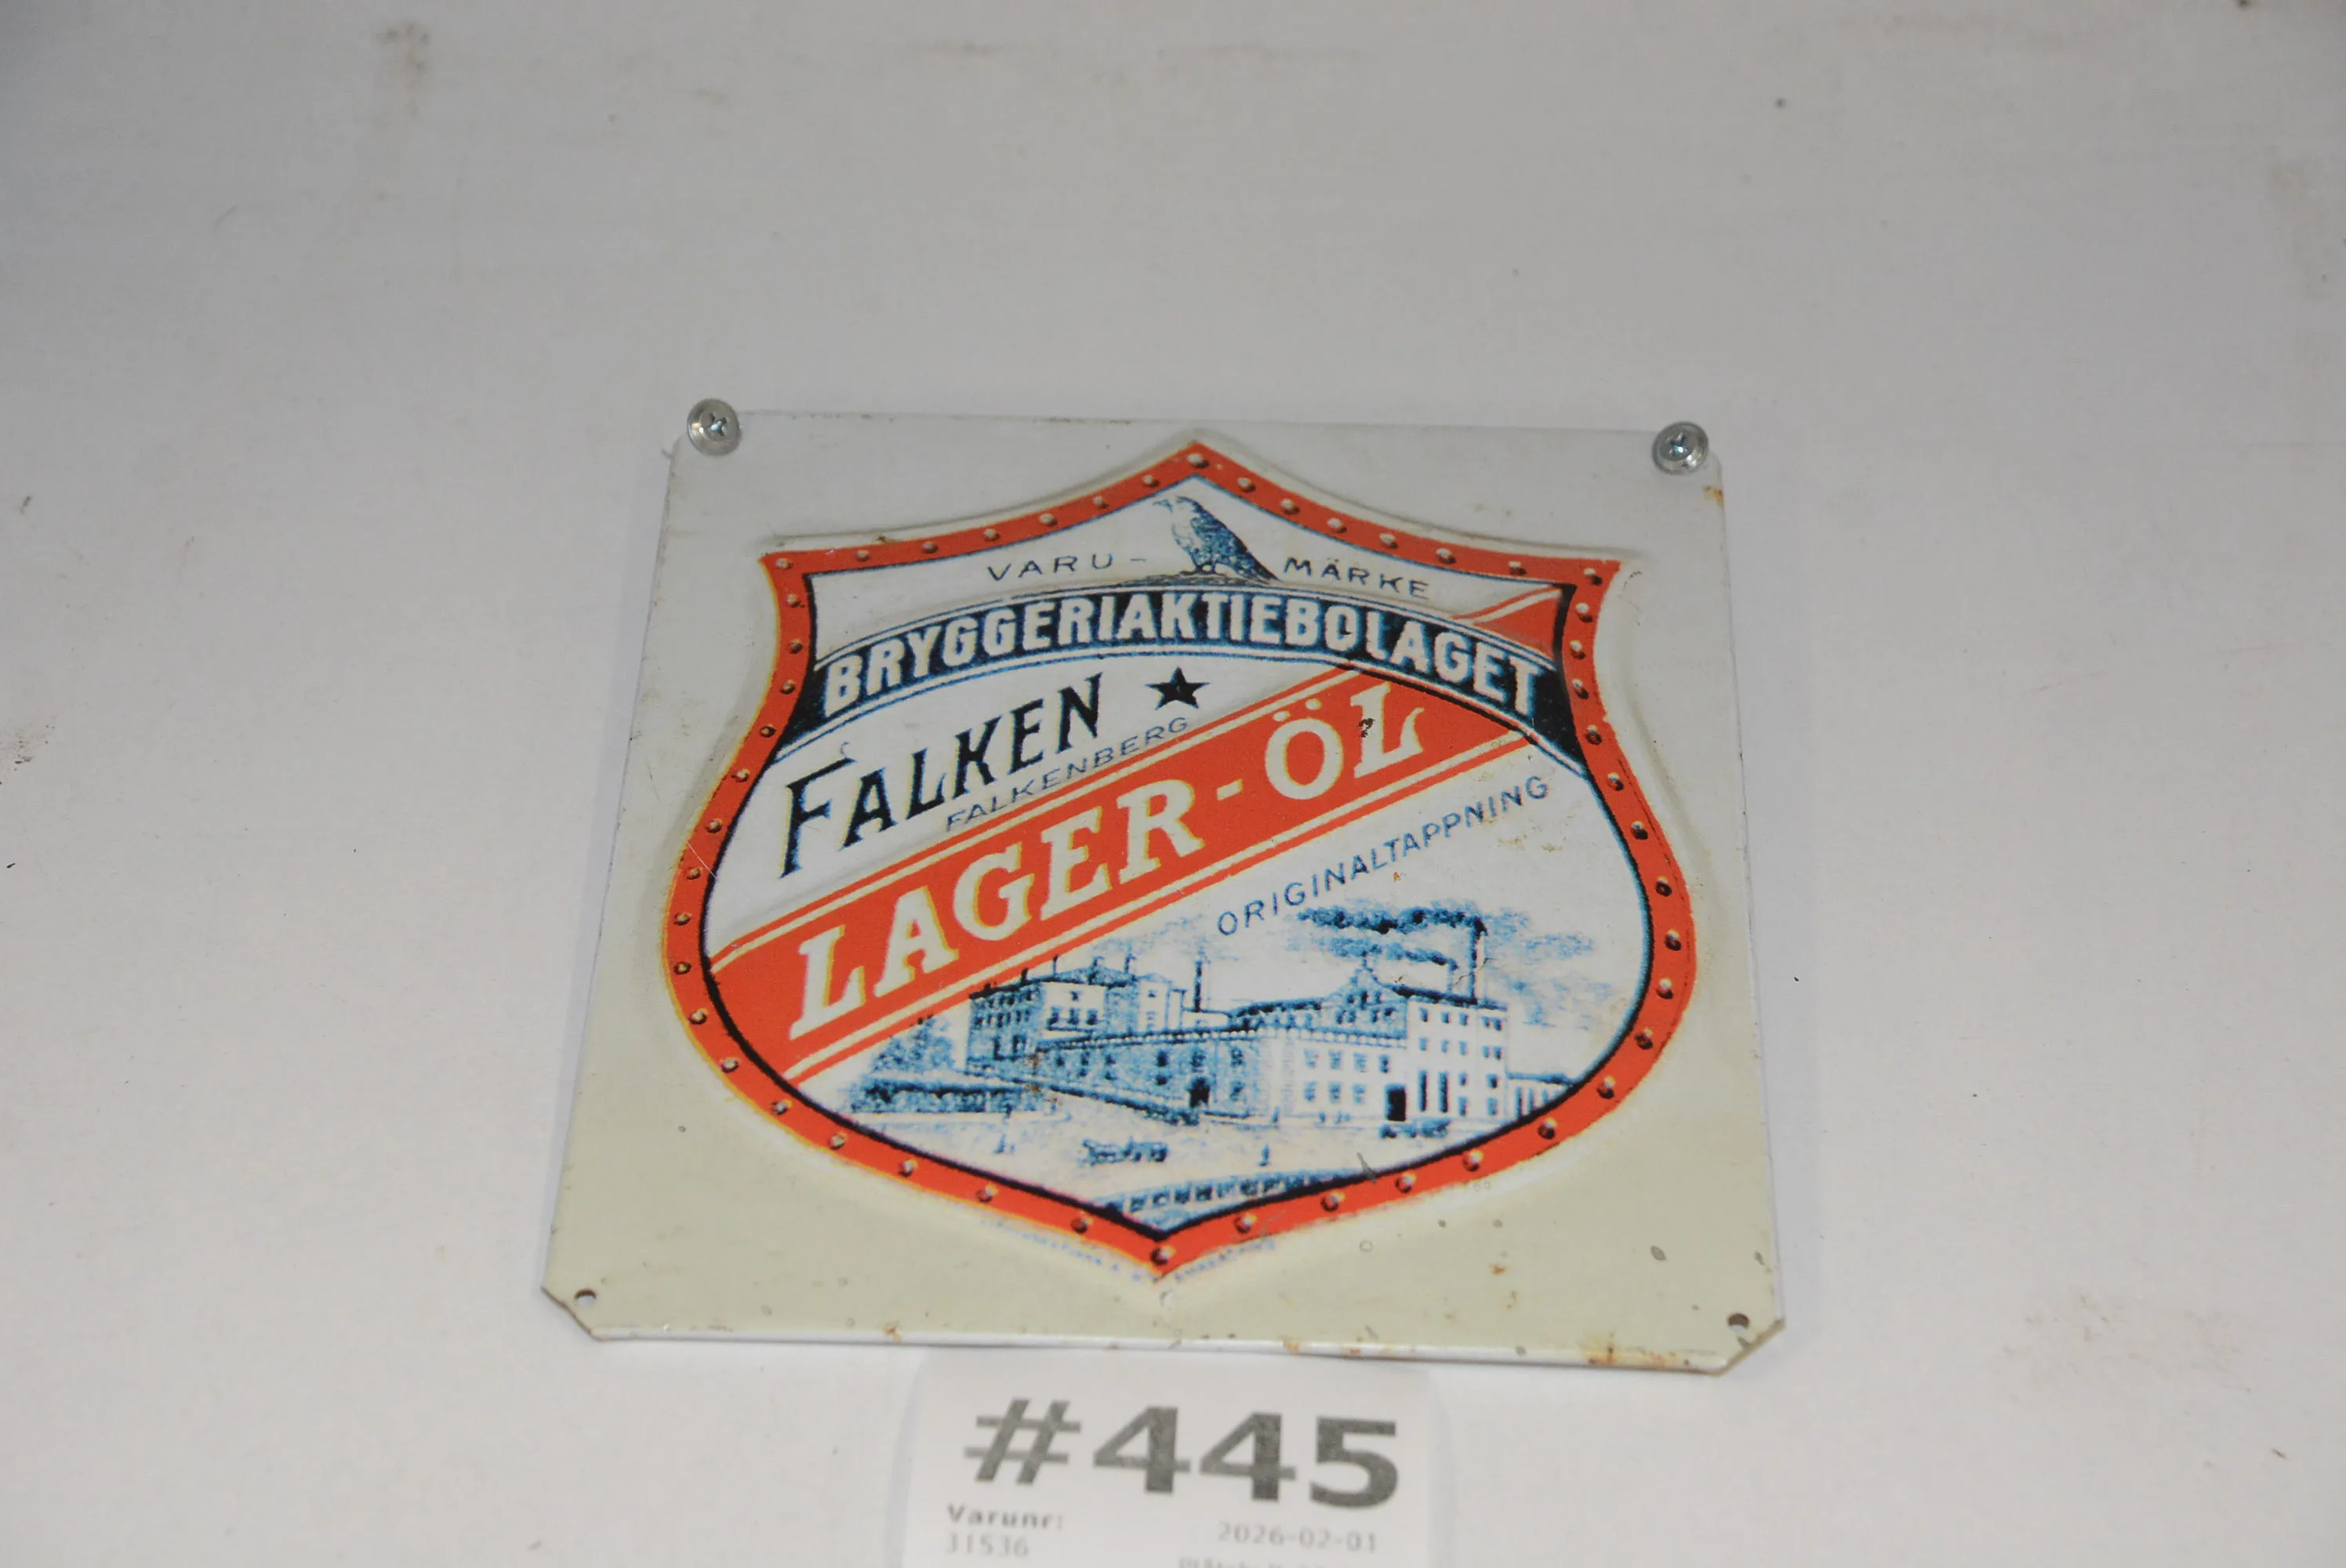 VARU- MÄRKE
BRYGGERIAKTIEBOLAGET
FALKEN ★
FALKENBERG
LAGER-ÖL
ORIGINALTAPPNING
#445
Varunr:
31536 2026-02-01